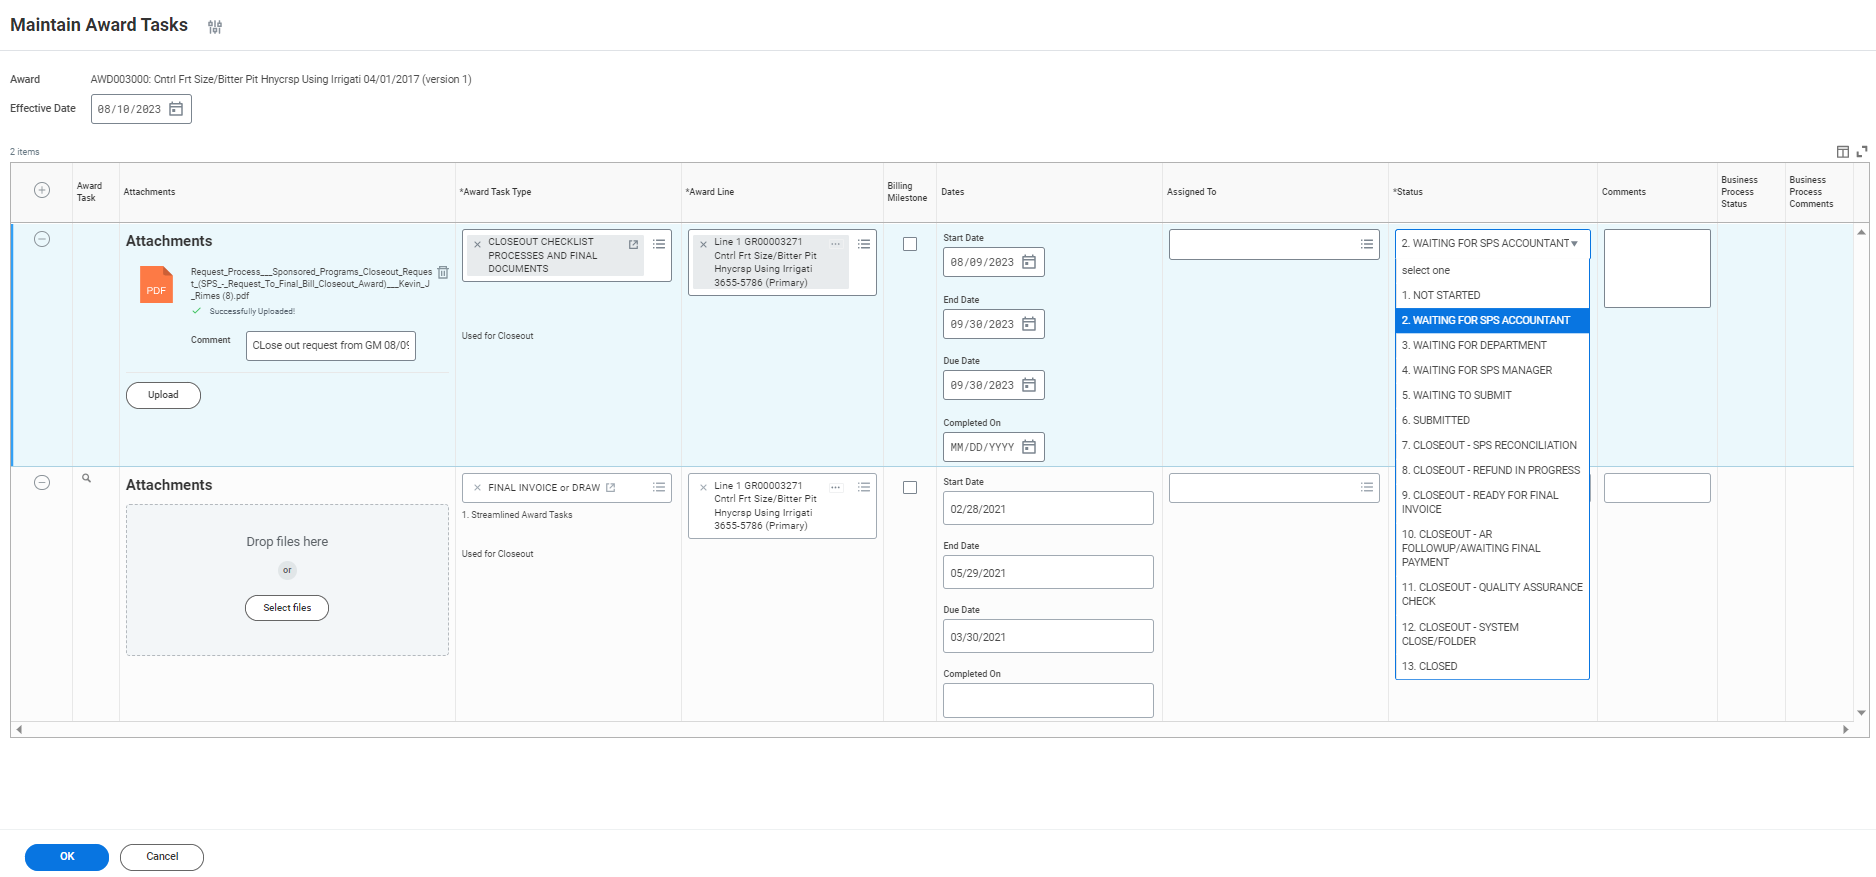 Maintain Award Tasks
Award
AWD003000: Cntrl Frt Size/Bitter Pit Hnycrsp Using Irrigati 04/01/2017 (version 1)
Effective Date
08/10/2023
2 items
Award
Task
Attachments
*Award Task Type
*Award Line
Billing
Milestone
Dates
Assigned To
*Status
Comments
Business
Process
Status
Business
Process
Comments
Attachments
PDF
Request_Process___Sponsored_Programs_Closeout_Reques
t_(SPS_-_Request_To_Final_Bill_Closeout_Award)___Kevin_J
_Rimes (8).pdf
Successfully Uploaded!
Comment
CLose out request from GM 08/09
Upload
CLOSEOUT CHECKLIST
PROCESSES AND FINAL
DOCUMENTS
Used for Closeout
Line 1 GR00003271
Cntrl Frt Size/Bitter Pit
Hnycrsp Using Irrigati
3655-5786 (Primary)
Start Date
08/09/2023
End Date
09/30/2023
Due Date
09/30/2023
Completed On
MM/DD/YYYY
2. WAITING FOR SPS ACCOUNTANT
select one
1. NOT STARTED
2. WAITING FOR SPS ACCOUNTANT
3. WAITING FOR DEPARTMENT
4. WAITING FOR SPS MANAGER
5. WAITING TO SUBMIT
6. SUBMITTED
7. CLOSEOUT - SPS RECONCILIATION
8. CLOSEOUT - REFUND IN PROGRESS
9. CLOSEOUT - READY FOR FINAL
INVOICE
10. CLOSEOUT - AR
FOLLOWUP/AWAITING FINAL
PAYMENT
11. CLOSEOUT - QUALITY ASSURANCE
CHECK
12. CLOSEOUT - SYSTEM
CLOSE/FOLDER
13. CLOSED
Attachments
Drop files here
or
Select files
FINAL INVOICE or DRAW
1. Streamlined Award Tasks
Used for Closeout
Line 1 GR00003271
Cntrl Frt Size/Bitter Pit
Hnycrsp Using Irrigati
3655-5786 (Primary)
Start Date
02/28/2021
End Date
05/29/2021
Due Date
03/30/2021
Completed On
OK
Cancel